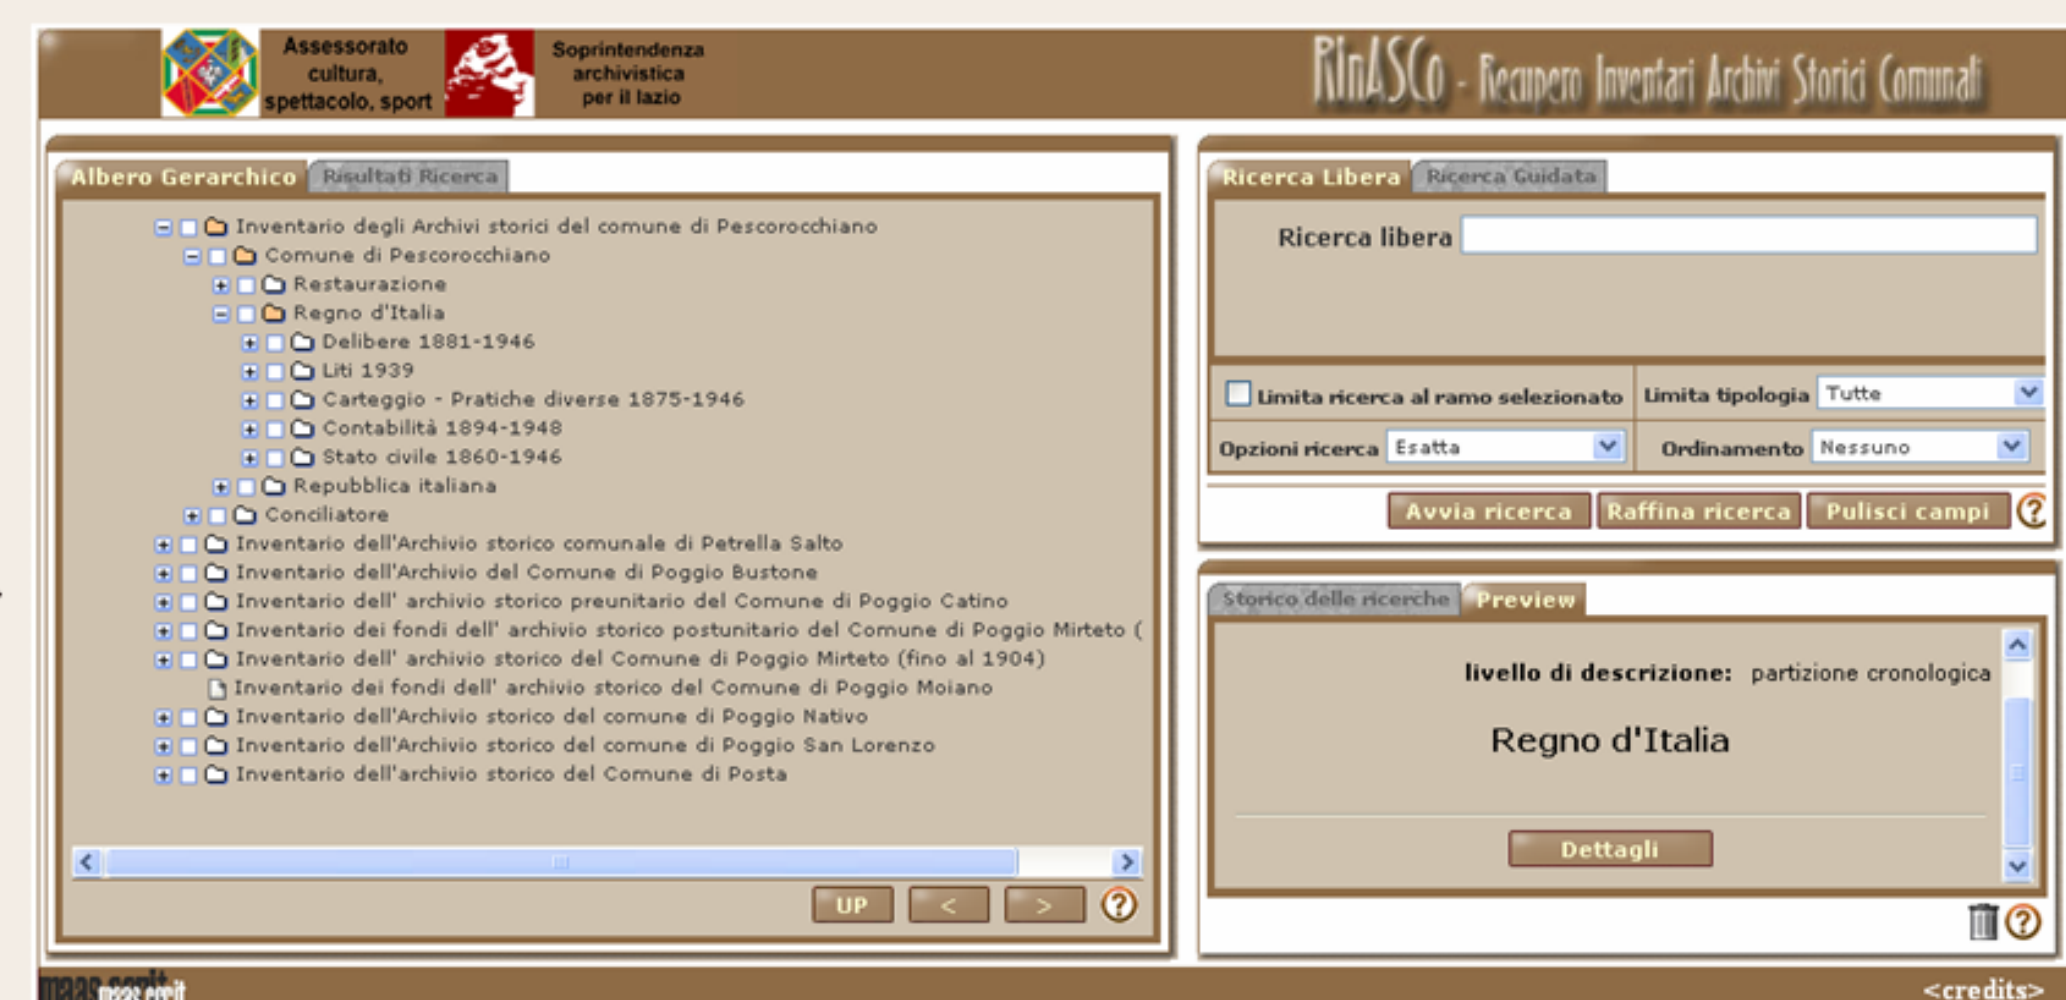 Assessorato
cultura,
spettacolo, sport
Soprintendenza
archivistica
per il lazio
RInASCo - Recupero Inventari Archivi Storici Comunali
Albero Gerarchico
Risultati Ricerca
Inventario degli Archivi storici del comune di Pescorocchiano
Comune di Pescorocchiano
Restaurazione
Regno d'Italia
Delibere 1881-1946
Liti 1939
Carteggio - Pratiche diverse 1875-1946
Contabilità 1894-1948
Stato civile 1860-1946
Repubblica italiana
Conciliatore
Inventario dell'Archivio storico comunale di Petrella Salto
Inventario dell'Archivio del Comune di Poggio Bustone
Inventario dell' archivio storico preunitario del Comune di Poggio Catino
Inventario dei fondi dell' archivio storico postunitario del Comune di Poggio Mirteto (
Inventario dell' archivio storico del Comune di Poggio Mirteto (fino al 1904)
Inventario dei fondi dell' archivio storico del Comune di Poggio Moiano
Inventario dell'Archivio storico del comune di Poggio Nativo
Inventario dell'Archivio storico del comune di Poggio San Lorenzo
Inventario dell'archivio storico del Comune di Posta
UP < > ?
Ricerca Libera
Ricerca Guidata
Ricerca libera
Limita ricerca al ramo selezionato
Limita tipologia Tutte
Opzioni ricerca Esatta
Ordinamento Nessuno
Avvia ricerca
Raffina ricerca
Pulisci campi
?
Storico delle ricerche
Preview
livello di descrizione: partizione cronologica
Regno d'Italia
Dettagli
?
<credits>